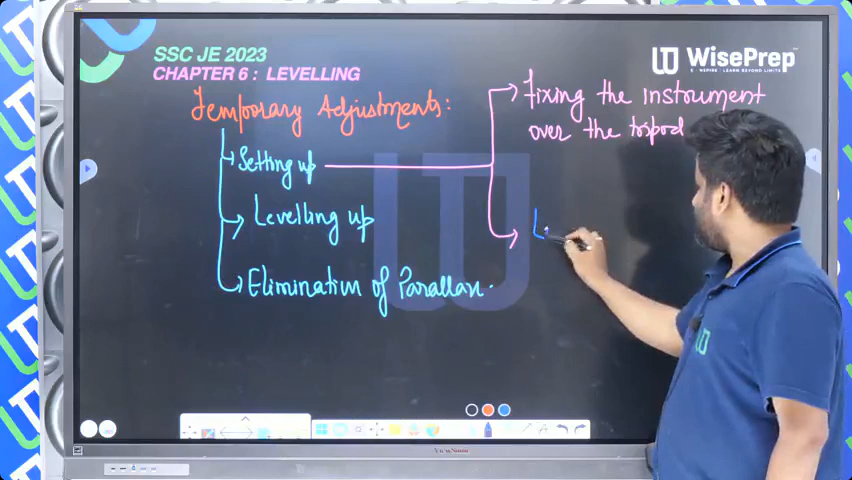 SSC JE 2023
CHAPTER 6 : LEVELLING
WisePrep
Temporary Adjustments:
Setting up
Levelling up
Elimination of Parallax.
Fixing the instrument
over the tripod
L
ViewSonic